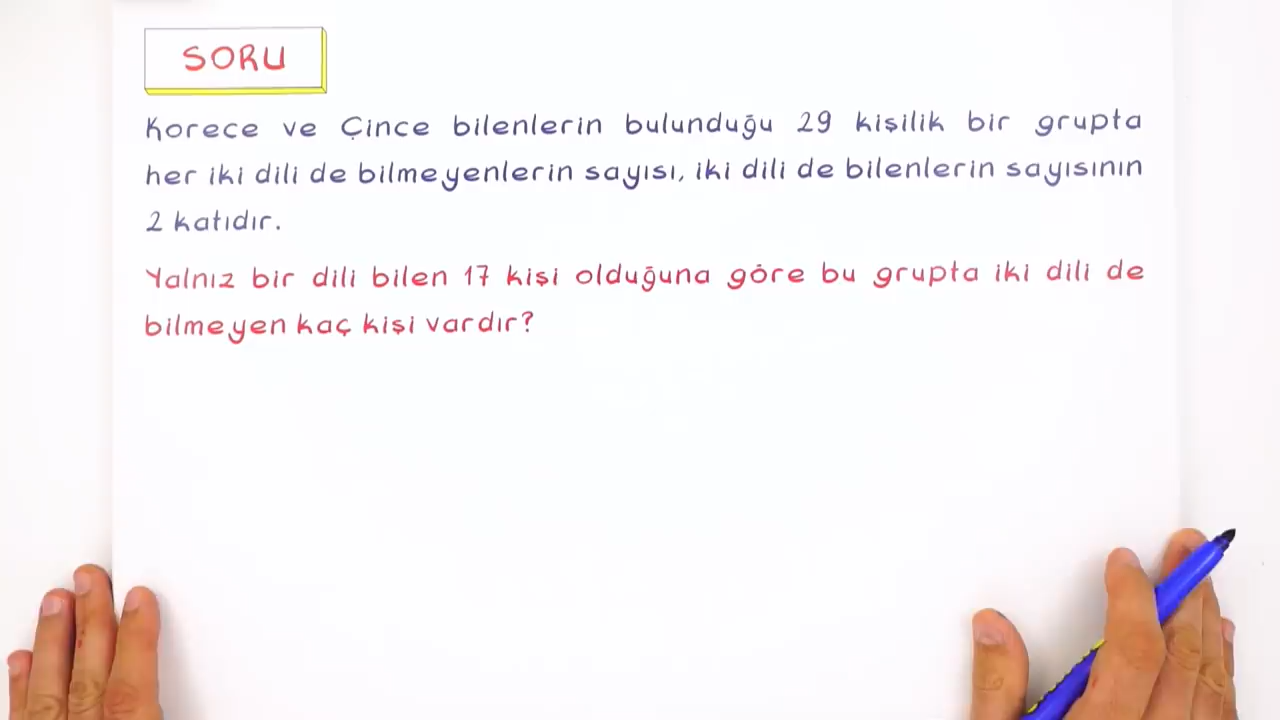 SORU
Korece ve Çince bilenlerin bulunduğu 29 kişilik bir grupta
her iki dili de bilmeyenlerin sayısı, iki dili de bilenlerin sayısının
2 katıdır.
Yalnız bir dili bilen 17 kişi olduğuna göre bu grupta iki dili de
bilmeyen kaç kişi vardır?